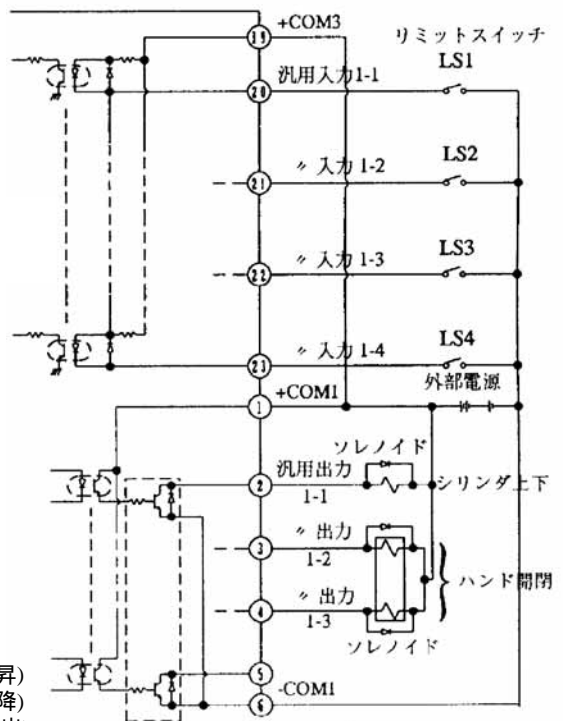 +COM3
リミットスイッチ
19
LS1
汎用入力1-1
20
LS2
〃 入力 1-2
21
LS3
〃 入力 1-3
22
LS4
〃 入力 1-4
23
外部電源
+COM1
1
ソレノイド
汎用出力
2
シリンダ上下
1-1
〃 出力
3
1-2
ハンド開閉
〃 出力
4
1-3
ソレノイド
5
昇)
-COM1
降)
6